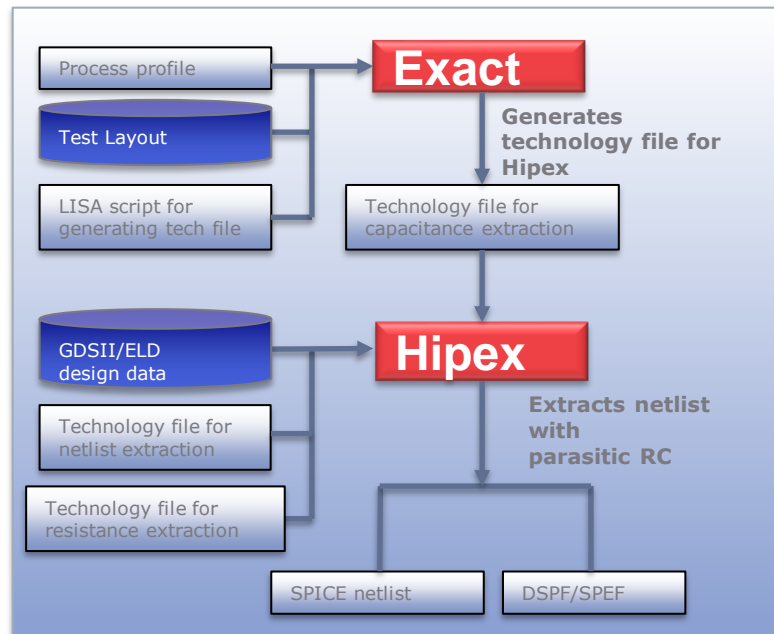 Process profile
Exact
Test Layout
Generates
technology file for
Hipex
LISA script for
generating tech file
Technology file for
capacitance extraction
GDSII/ELD
design data
Hipex
Technology file for
netlist extraction
Extracts netlist
with
parasitic RC
Technology file for
resistance extraction
SPICE netlist
DSPF/SPEF